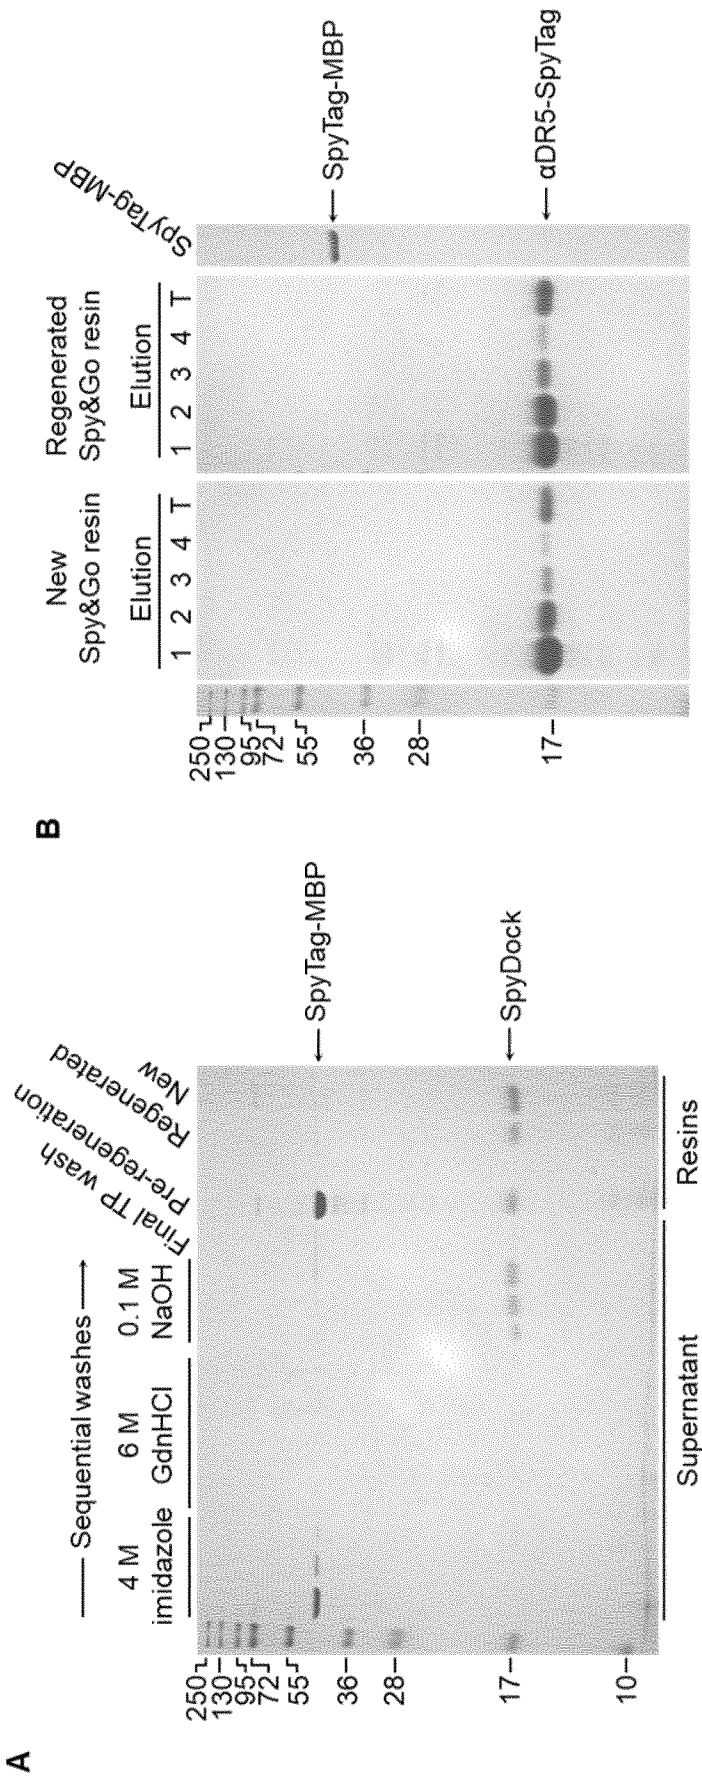 A
Sequential washes
4 M
imidazole
6 M
GdnHCl
0.1 M
NaOH
Final TP wash
Pre-regeneration
Regenerated
New
250
130
95
72
55
36
28
17
10
SpyTag-MBP
SpyDock
Supernatant
Resins
B
New
Spy&Go resin
Regenerated
Spy&Go resin
Elution
Elution
1 2 3 4 T
1 2 3 4 T
SpyTag-MBP
250
130
95
72
55
36
28
17
SpyTag-MBP
αDR5-SpyTag